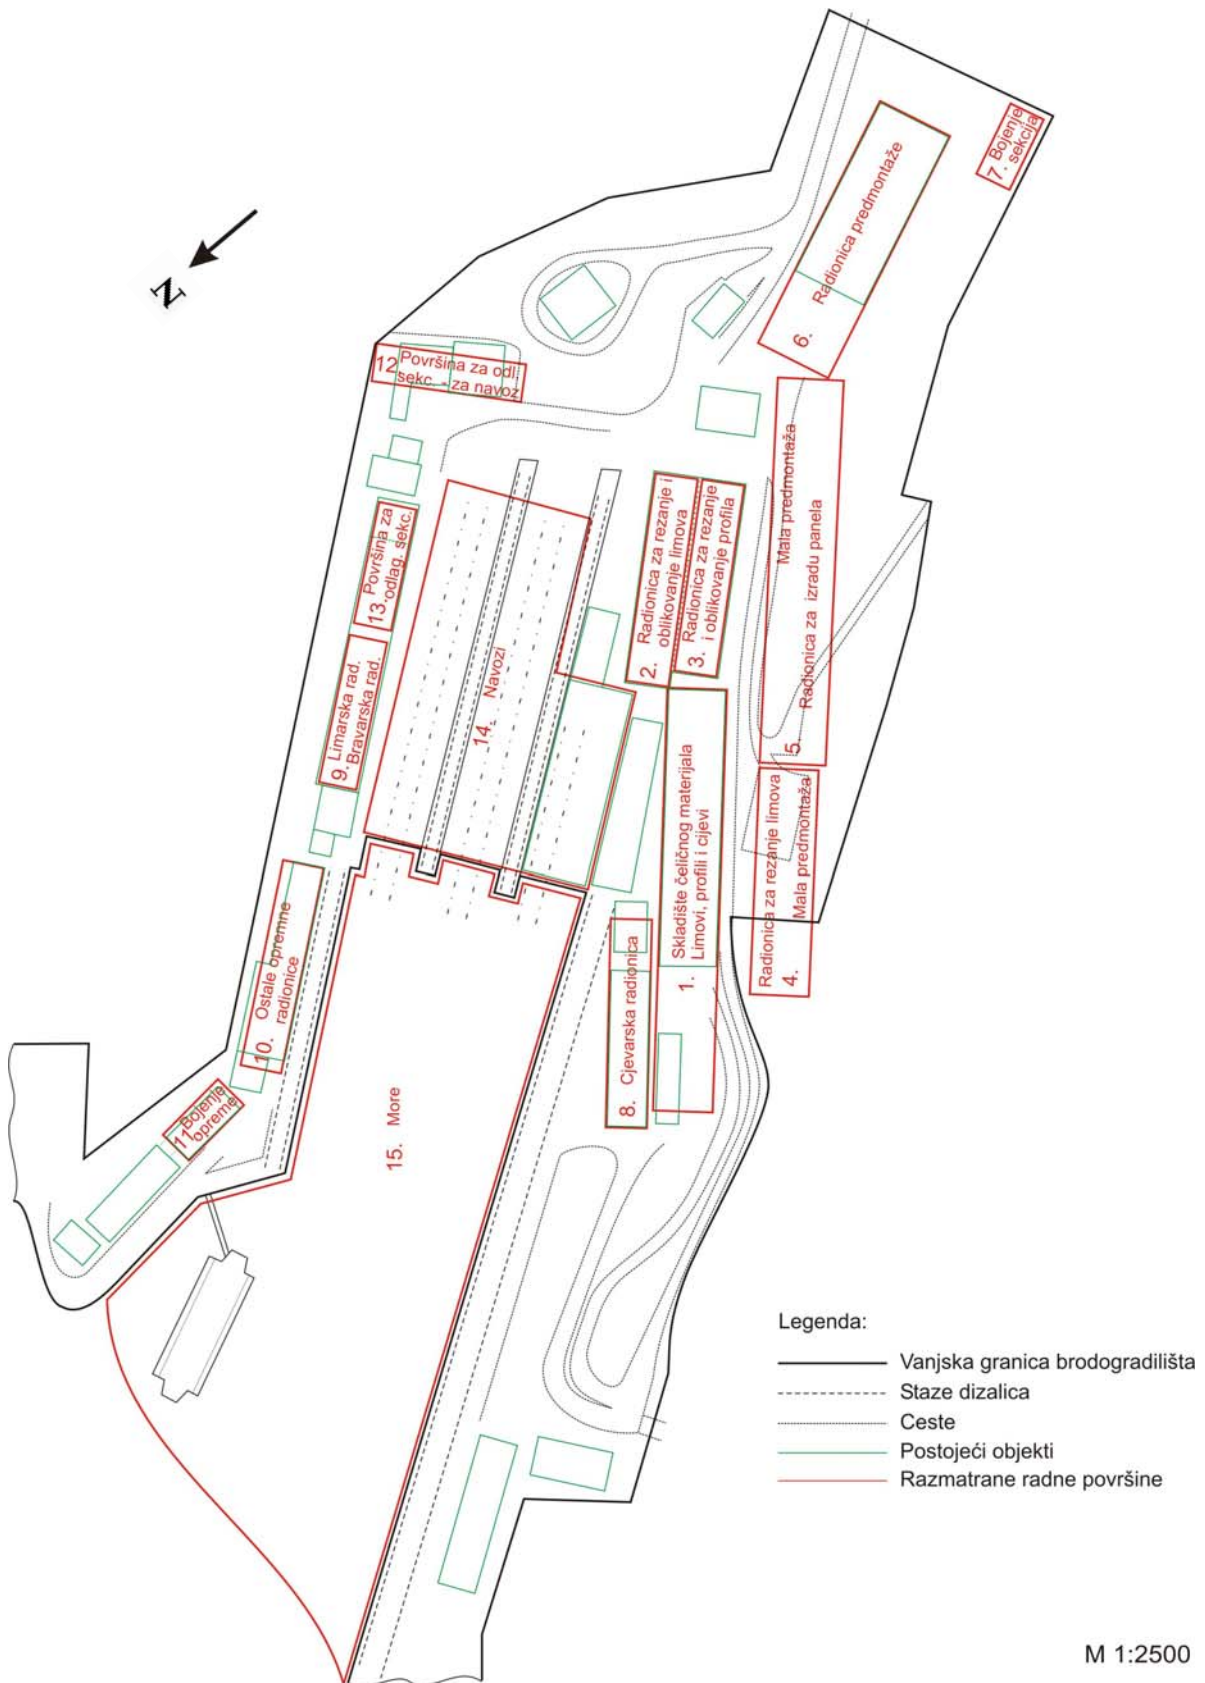 7. Bojenje
sekcija
6. Radionica predmontaže
N
12.
Površina za odl.
sekc. - za navoz
13. Površina za
odlag. sekc.
2. Radionica za rezanje i
oblikovanje limova
3. Radionica za rezanje
i oblikovanje profila
Mala predmontaža
5. Radionica za izradu panela
9. Limarska rad.
Bravarska rad.
14. Navozi
1. Skladište čeličnog materijala
Limovi, profili i cijevi
4. Radionica za rezanje limova
Mala predmontaža
10. Ostale opremne
radionice
8. Cjevarska radionica
11. Bojenje
opreme
15. More
Legenda:
Vanjska granica brodogradilišta
Staze dizalica
Ceste
Postojeći objekti
Razmatrane radne površine
M 1:2500